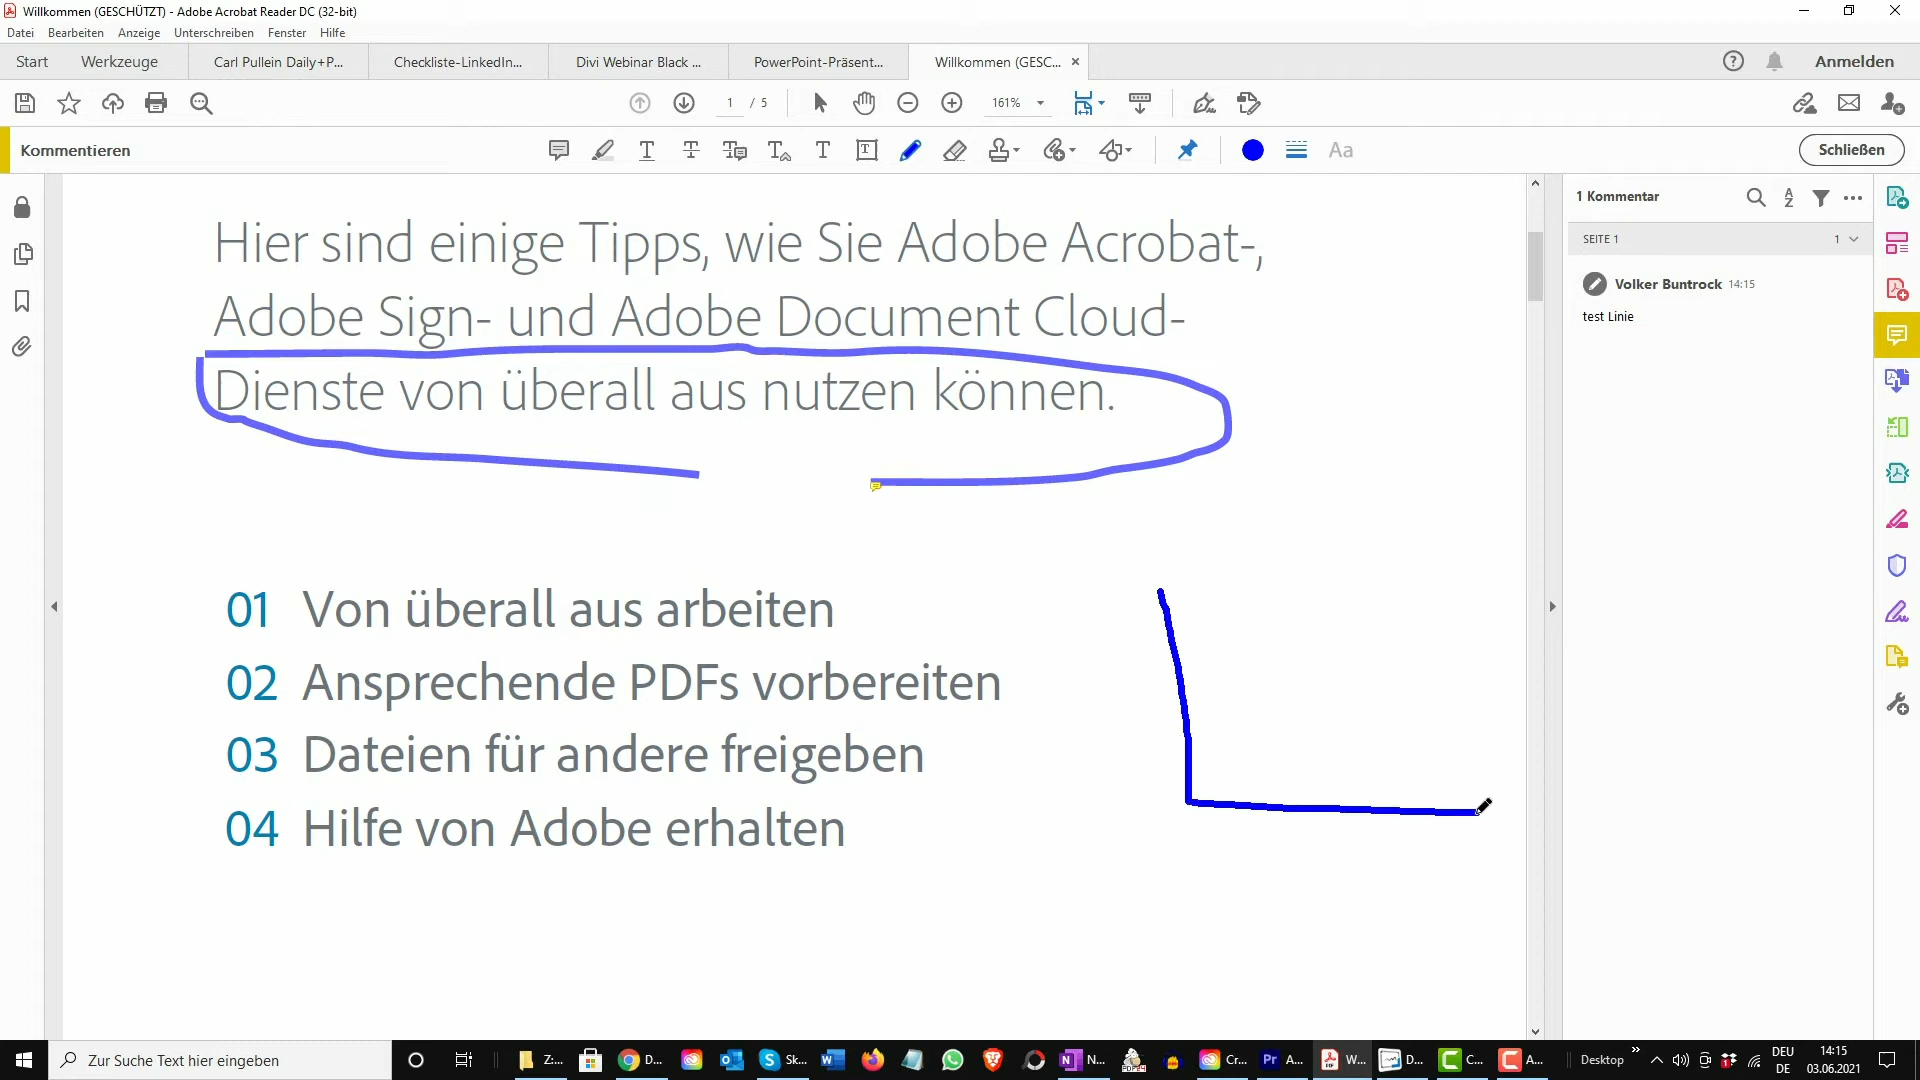 Willkommen (GESCHÜTZT) - Adobe Acrobat Reader DC (32-bit)
Datei Bearbeiten Anzeige Unterschreiben Fenster Hilfe
Start Werkzeuge Carl Pullein Daily+P... Checkliste-LinkedIn... Divi Webinar Black ... PowerPoint-Präsent... Willkommen (GESC... Anmelden
1 / 5 161%
Kommentieren Aa Schließen
1 Kommentar
SEITE 1 1
Volker Buntrock 14:15
test Linie
Hier sind einige Tipps, wie Sie Adobe Acrobat-,
Adobe Sign- und Adobe Document Cloud-
Dienste von überall aus nutzen können.
01 Von überall aus arbeiten
02 Ansprechende PDFs vorbereiten
03 Dateien für andere freigeben
04 Hilfe von Adobe erhalten
Zur Suche Text hier eingeben Z:... D... Sk... N... Cr... A... W... D... C... A... Desktop DEU 14:15
DE 03.06.2021